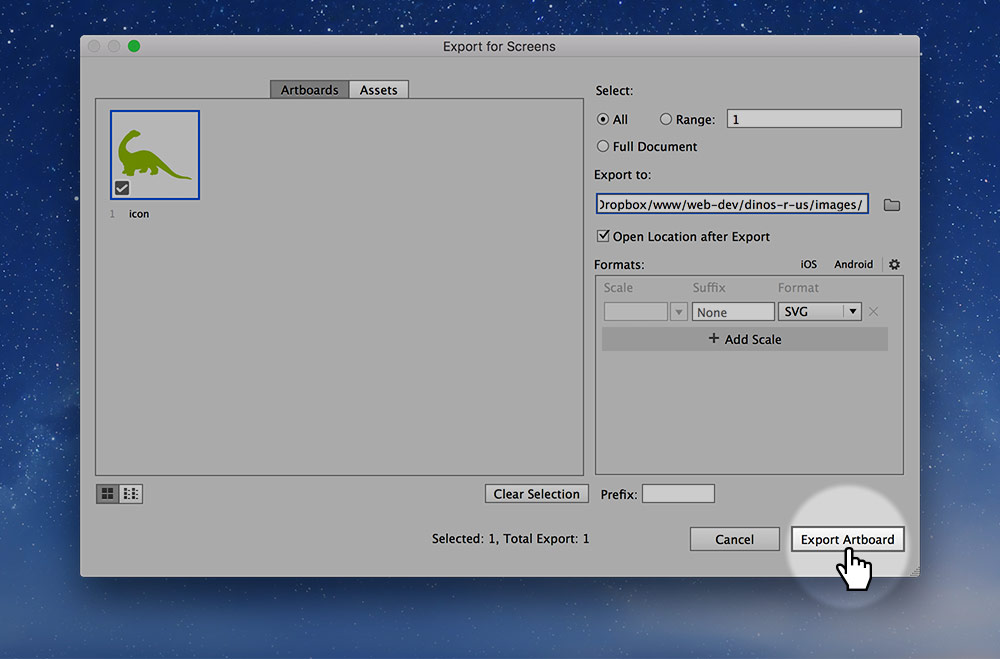 Export for Screens
Artboards Assets
1 icon
Select:
All Range: 1
Full Document
Export to:
Dropbox/www/web-dev/dinos-r-us/images/
Open Location after Export
Formats: iOS Android
Scale Suffix Format
None SVG
+ Add Scale
Clear Selection Prefix:
Selected: 1, Total Export: 1
Cancel Export Artboard